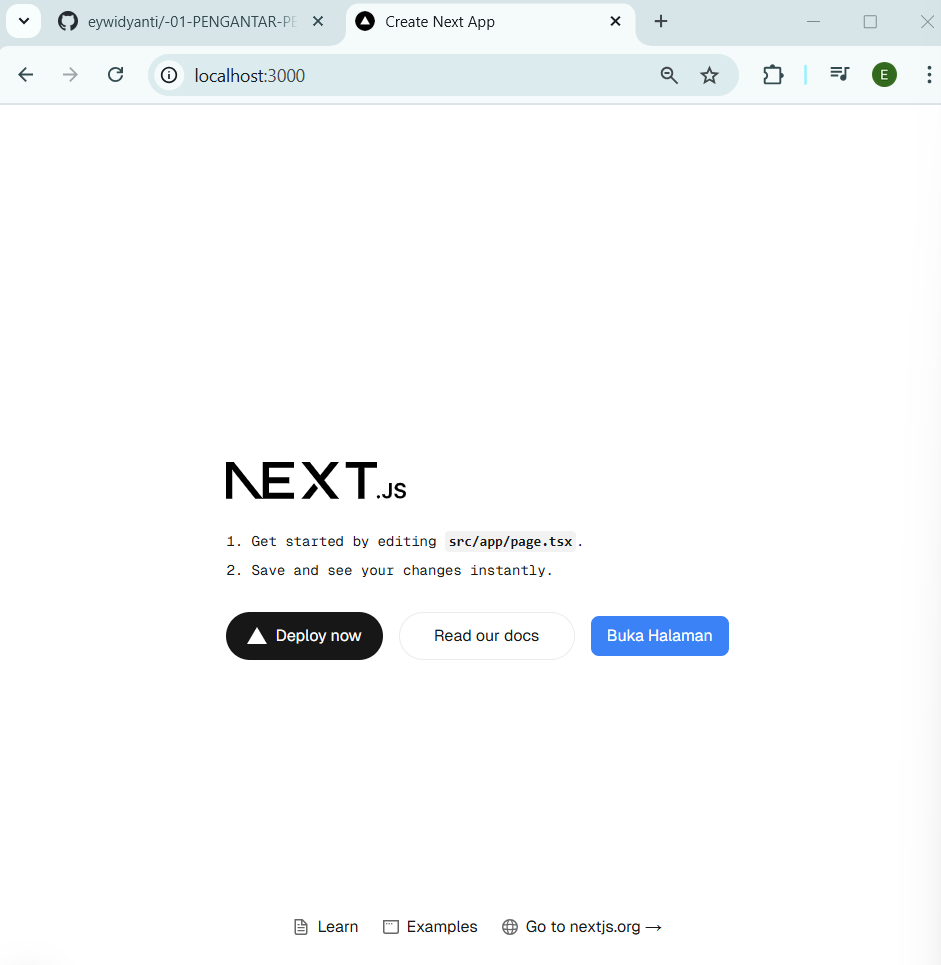 eywidyanti/-01-PENGANTAR-PE
Create Next App
localhost:3000
E
NEXT.JS
1. Get started by editing src/app/page.tsx.
2. Save and see your changes instantly.
Deploy now
Read our docs
Buka Halaman
Learn
Examples
Go to nextjs.org →